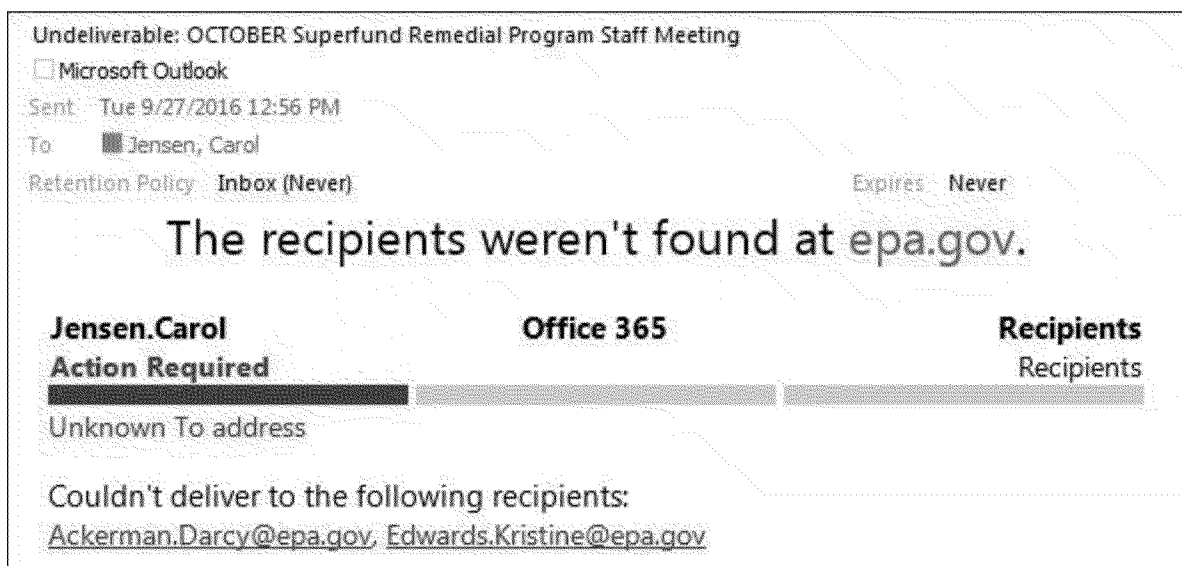 Undeliverable: OCTOBER Superfund Remedial Program Staff Meeting
Microsoft Outlook
Sent Tue 9/27/2016 12:56 PM
To Jensen, Carol
Retention Policy Inbox (Never) Expires Never
The recipients weren't found at epa.gov.
Jensen.Carol Office 365 Recipients
Action Required Recipients
Unknown To address
Couldn't deliver to the following recipients:
Ackerman.Darcy@epa.gov, Edwards.Kristine@epa.gov